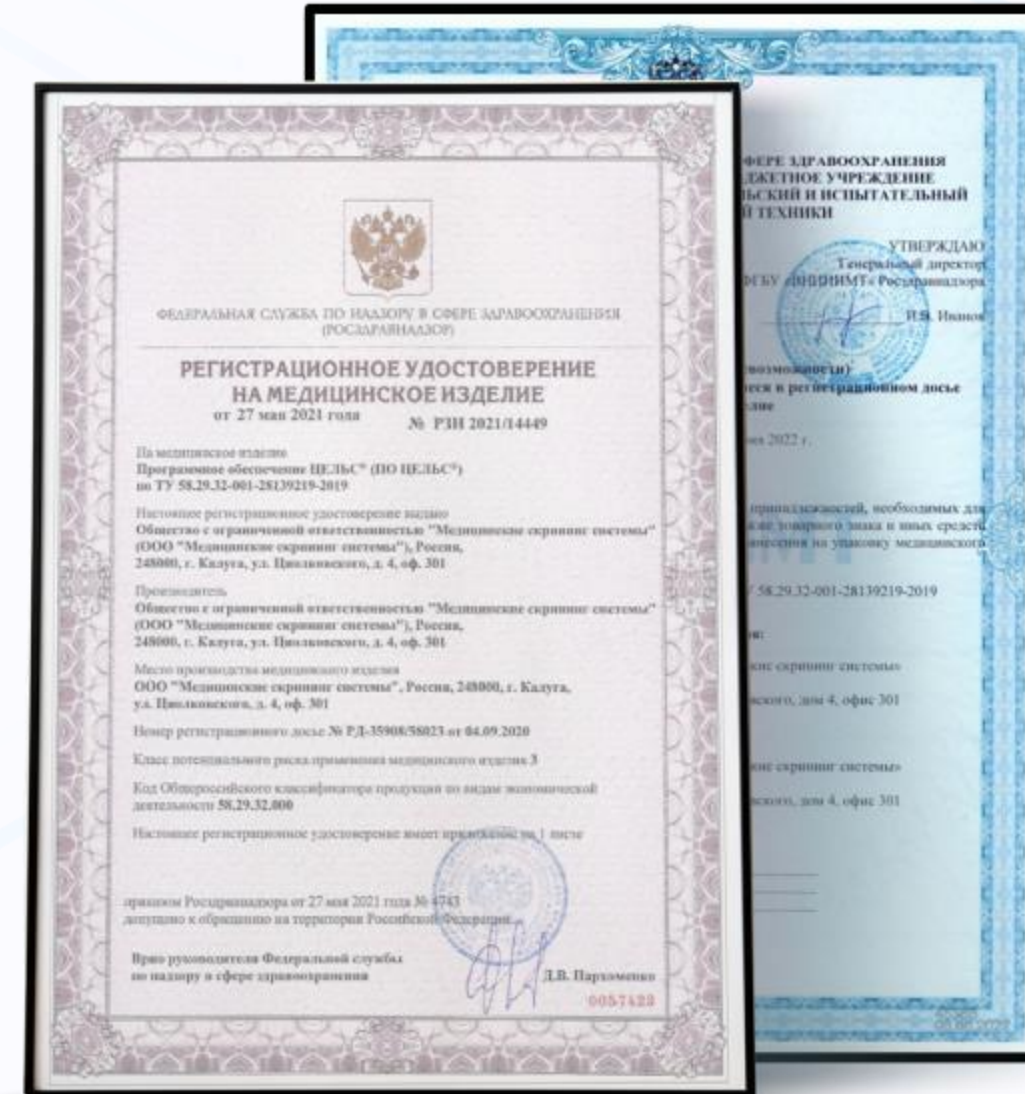 ФЕДЕРАЛЬНАЯ СЛУЖБА ПО НАДЗОРУ В СФЕРЕ ЗДРАВООХРАНЕНИЯ
(РОСЗДРАВНАДЗОР)
РЕГИСТРАЦИОННОЕ УДОСТОВЕРЕНИЕ
НА МЕДИЦИНСКОЕ ИЗДЕЛИЕ
от 27 мая 2021 года № РЗН 2021/14449
На медицинское изделие
Программное обеспечение ЦЕЛЬС® (ПО ЦЕЛЬС®)
по ТУ 58.29.32-001-28139219-2019
Настоящее регистрационное удостоверение выдано
Общество с ограниченной ответственностью "Медицинские скрининг системы"
(ООО "Медицинские скрининг системы"), Россия,
248000, г. Калуга, ул. Циолковского, д. 4, оф. 301
Производитель
Общество с ограниченной ответственностью "Медицинские скрининг системы"
(ООО "Медицинские скрининг системы"), Россия,
248000, г. Калуга, ул. Циолковского, д. 4, оф. 301
Место производства медицинского изделия
ООО "Медицинские скрининг системы", Россия, 248000, г. Калуга,
ул. Циолковского, д. 4, оф. 301
Номер регистрационного досье № РД-35908/58023 от 04.09.2020
Класс потенциального риска применения медицинского изделия 3
Код Общероссийского классификатора продукции по видам экономической
деятельности 58.29.32.000
Настоящее регистрационное удостоверение имеет приложение на 1 листе
приказом Росздравнадзора от 27 мая 2021 года № 4743
допущено к обращению на территории Российской Федерации.
Врио руководителя Федеральной службы
по надзору в сфере здравоохранения
Д.В. Пархоменко
0057423
ФЕРЕ ЗДРАВООХРАНЕНИЯ
ДЖЕТНОЕ УЧРЕЖДЕНИЕ
ЬСКИЙ И ИСПЫТАТЕЛЬНЫЙ
Й ТЕХНИКИ
УТВЕРЖДАЮ
Генеральный директор
ФГБУ «ВНИИИМТ» Росздравнадзора
И.В. Иванов
возможности)
иеся в регистрационном досье
елие
2022 г.
принадлежностей, необходимых для
товарного знака и иных средств
нанесения на упаковку медицинского
58.29.32-001-28139219-2019
скрининг системы»
вского, дом 4, офис 301
скрининг системы»
вского, дом 4, офис 301